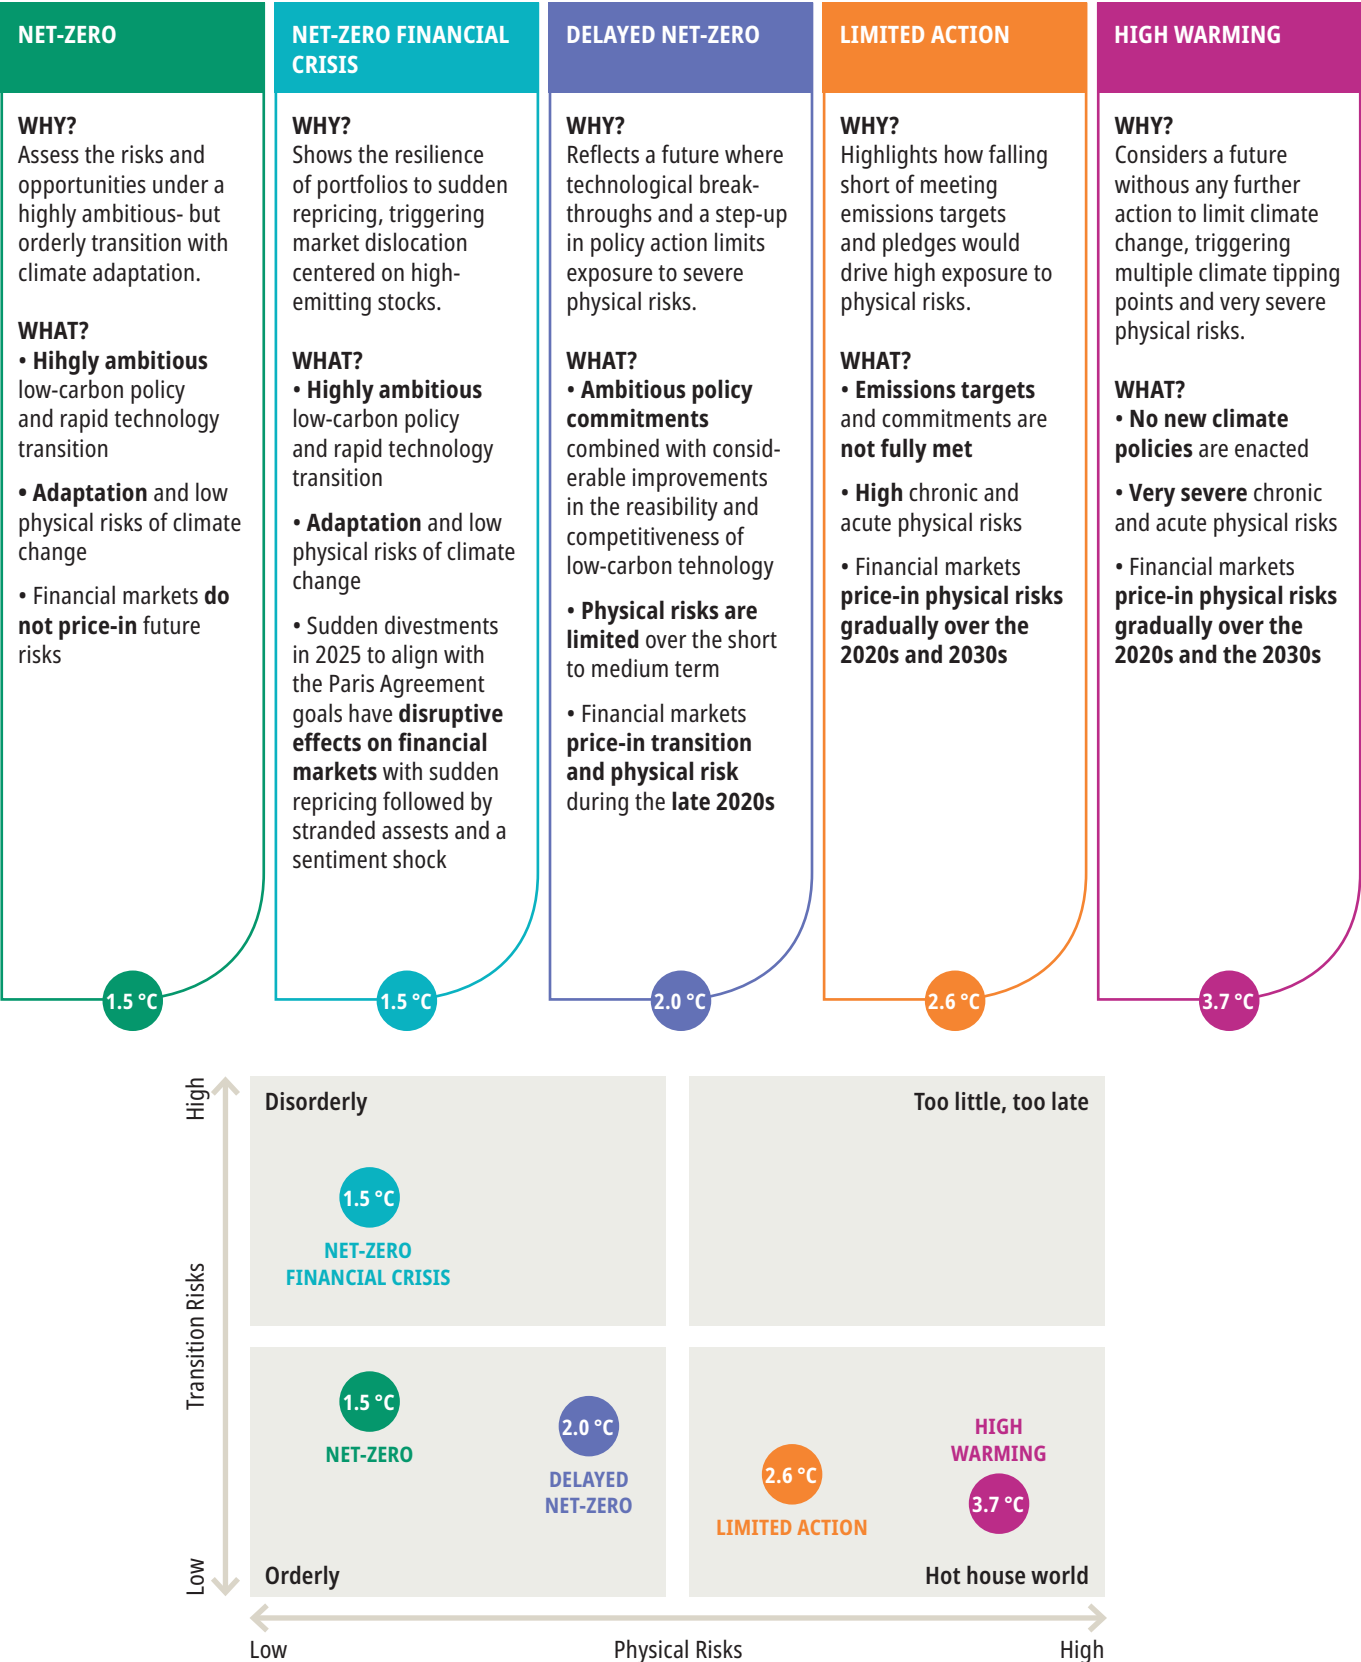 NET-ZERO
WHY?
Assess the risks and
opportunities under a
highly ambitious- but
orderly transition with
climate adaptation.
WHAT?
• Hihgly ambitious
low-carbon policy
and rapid technology
transition
• Adaptation and low
physical risks of climate
change
• Financial markets do
not price-in future
risks
1.5 °C
NET-ZERO FINANCIAL
CRISIS
WHY?
Shows the resilience
of portfolios to sudden
repricing, triggering
market dislocation
centered on high-
emitting stocks.
WHAT?
• Highly ambitious
low-carbon policy
and rapid technology
transition
• Adaptation and low
physical risks of climate
change
• Sudden divestments
in 2025 to align with
the Paris Agreement
goals have disruptive
effects on financial
markets with sudden
repricing followed by
stranded assests and a
sentiment shock
1.5 °C
DELAYED NET-ZERO
WHY?
Reflects a future where
technological break-
throughs and a step-up
in policy action limits
exposure to severe
physical risks.
WHAT?
• Ambitious policy
commitments
combined with consid-
erable improvements
in the reasibility and
competitiveness of
low-carbon tehnology
• Physical risks are
limited over the short
to medium term
• Financial markets
price-in transition
and physical risk
during the late 2020s
2.0 °C
LIMITED ACTION
WHY?
Highlights how falling
short of meeting
emissions targets
and pledges would
drive high exposure to
physical risks.
WHAT?
• Emissions targets
and commitments are
not fully met
• High chronic and
acute physical risks
• Financial markets
price-in physical risks
gradually over the
2020s and 2030s
2.6 °C
HIGH WARMING
WHY?
Considers a future
without any further
action to limit climate
change, triggering
multiple climate tipping
points and very severe
physical risks.
WHAT?
• No new climate
policies are enacted
• Very severe chronic
and acute physical risks
• Financial markets
price-in physical risks
gradually over the
2020s and the 2030s
3.7 °C
High
Transition Risks
Low
Disorderly
1.5 °C
NET-ZERO
FINANCIAL CRISIS
Too little, too late
1.5 °C
NET-ZERO
2.0 °C
DELAYED
NET-ZERO
Orderly
2.6 °C
LIMITED ACTION
HIGH
WARMING
3.7 °C
Hot house world
Low
Physical Risks
High